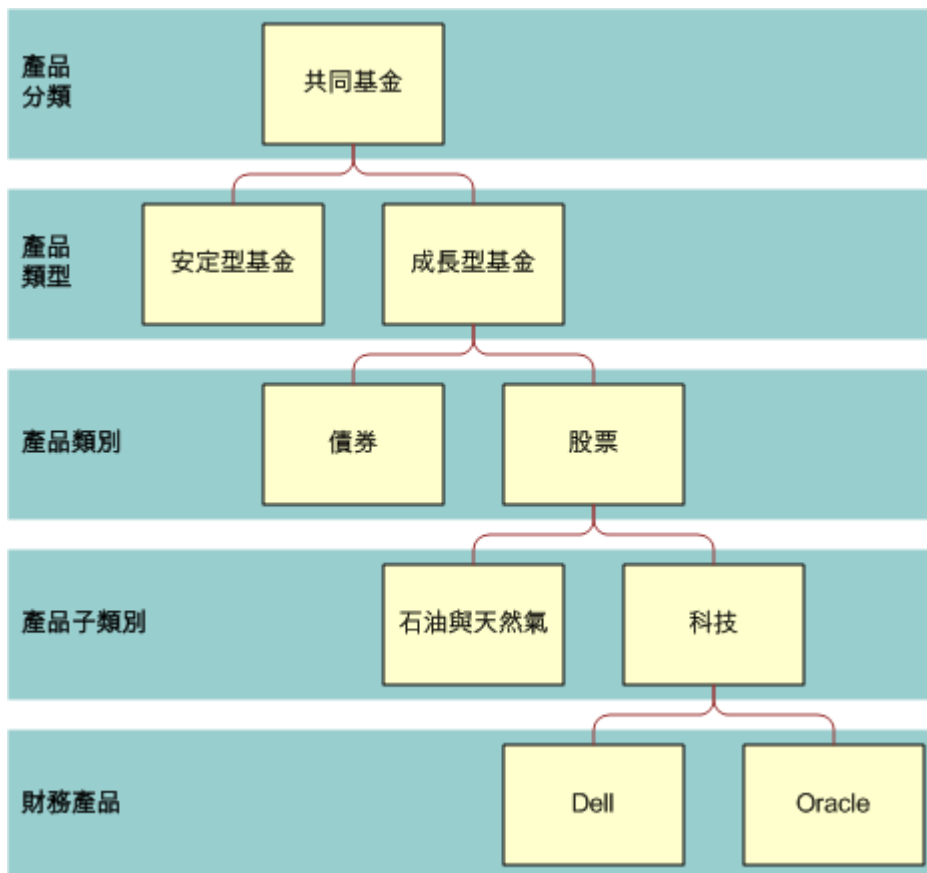 產品
分類
共同基金
產品
類型
安定型基金
成長型基金
產品類別
債券
股票
產品子類別
石油與天然氣
科技
財務產品
Dell
Oracle